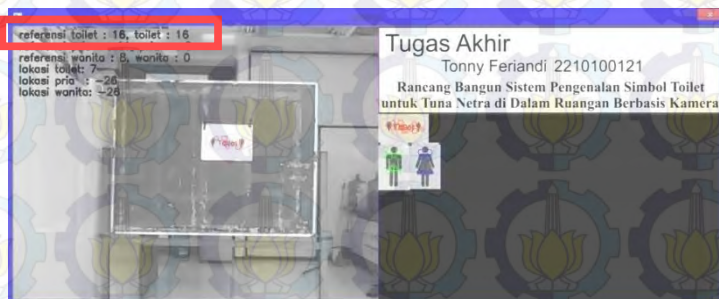 referensi toilet : 16, toilet : 16
referensi wanita : 8, wanita : 0
lokasi toilet: 7
lokasi pria : -26
lokasi wanita: -26
Toilet
Tugas Akhir
Tonny Feriandi 2210100121
Rancang Bangun Sistem Pengenalan Simbol Toilet
untuk Tuna Netra di Dalam Ruangan Berbasis Kamera
Toilet